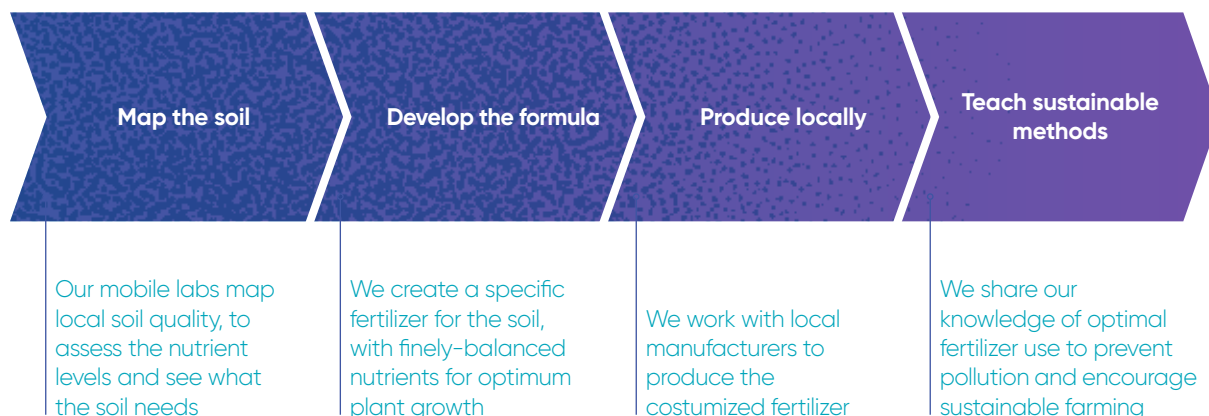 Map the soil
Develop the formula
Produce locally
Teach sustainable
methods
Our mobile labs map
local soil quality, to
assess the nutrient
levels and see what
the soil needs
We create a specific
fertilizer for the soil,
with finely-balanced
nutrients for optimum
plant growth
We work with local
manufacturers to
produce the
costumized fertilizer
We share our
knowledge of optimal
fertilizer use to prevent
pollution and encourage
sustainable farming